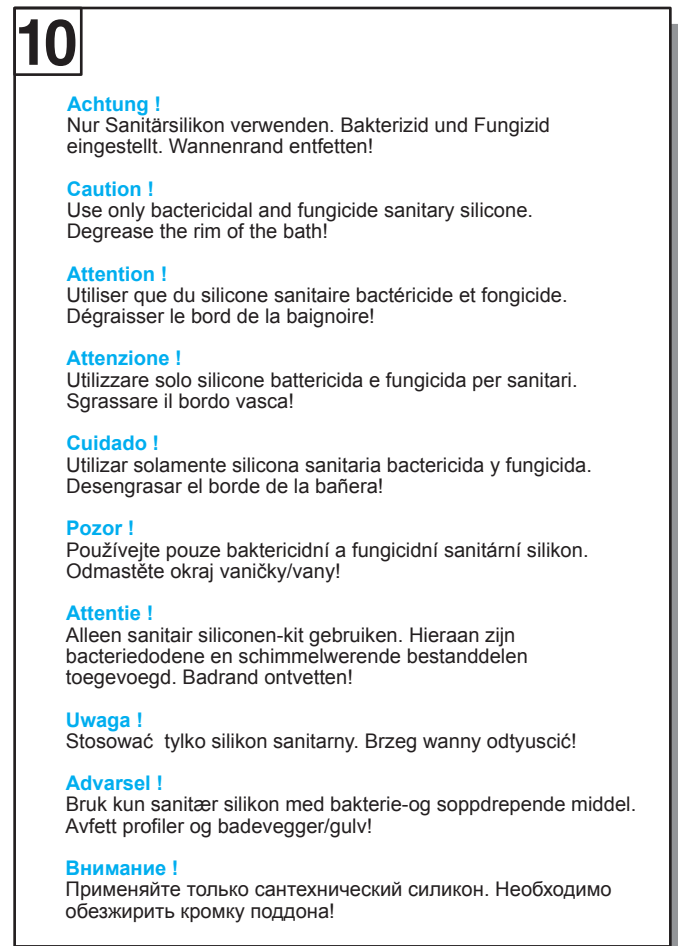 10
Achtung !
Nur Sanitärsilikon verwenden. Bakterizid und Fungizid
eingestellt. Wannenrand entfetten!
Caution !
Use only bactericidal and fungicide sanitary silicone.
Degrease the rim of the bath!
Attention !
Utiliser que du silicone sanitaire bactéricide et fongicide.
Dégraisser le bord de la baignoire!
Attenzione !
Utilizzare solo silicone battericida e fungicida per sanitari.
Sgrassare il bordo vasca!
Cuidado !
Utilizar solamente silicona sanitaria bactericida y fungicida.
Desengrasar el borde de la bañera!
Pozor !
Používejte pouze baktericidní a fungicidní sanitární silikon.
Odmastěte okraj vaničky/vany!
Attentie !
Alleen sanitair siliconen-kit gebruiken. Hieraan zijn
bacteriedodene en schimmelwerende bestanddelen
toegevoegd. Badrand ontvetten!
Uwaga !
Stosować  tylko silikon sanitarny. Brzeg wanny odtyuscić!
Advarsel !
Bruk kun sanitær silikon med bakterie-og soppdrepende middel.
Avfett profiler og badevegger/gulv!
Внимание !
Применяйте только сантехнический силикон. Необходимо
обезжирить кромку поддона!